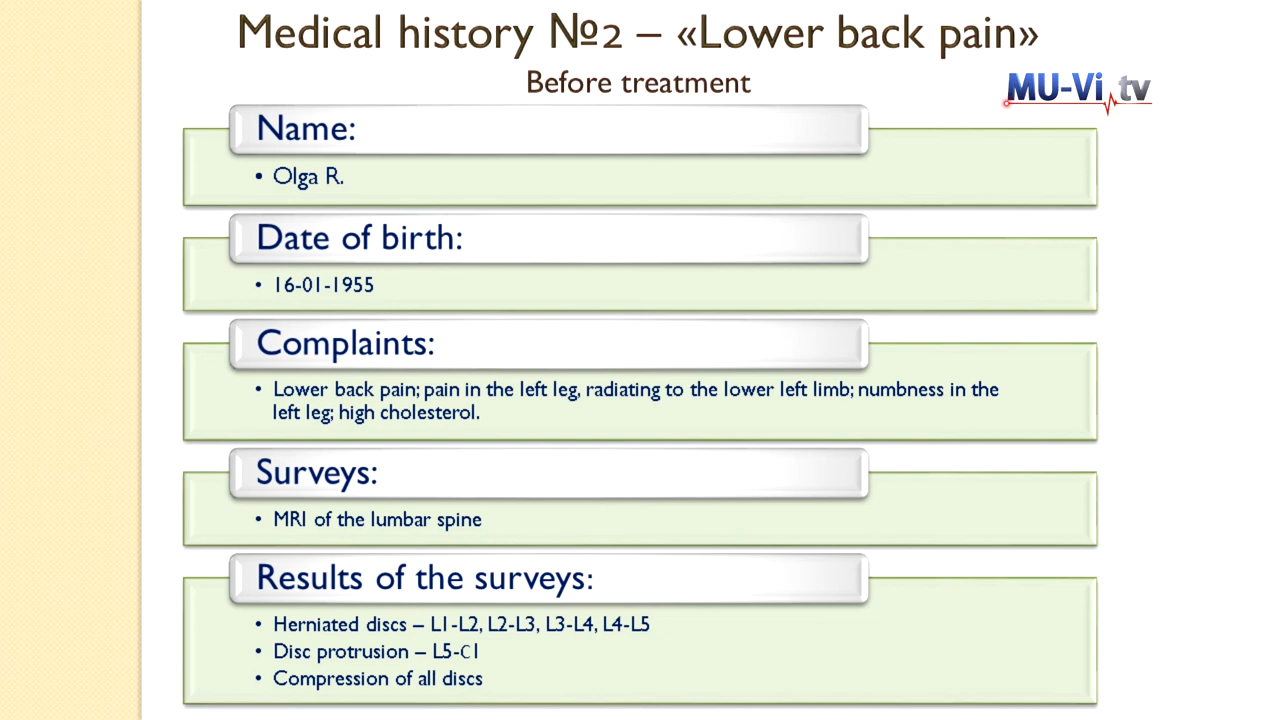 Medical history №2 – «Lower back pain»
Before treatment
MU-Vi tv
Name:
• Olga R.
Date of birth:
• 16-01-1955
Complaints:
• Lower back pain; pain in the left leg, radiating to the lower left limb; numbness in the
left leg; high cholesterol.
Surveys:
• MRI of the lumbar spine
Results of the surveys:
• Herniated discs – L1-L2, L2-L3, L3-L4, L4-L5
• Disc protrusion – L5-С1
• Compression of all discs